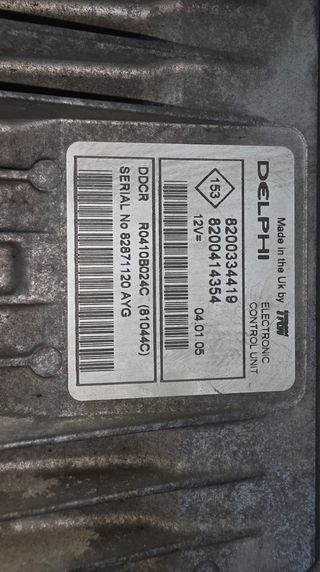 Made in the Uk by TRW
DELPHI
ELECTRONIC
CONTROL UNIT
153
8200334419
8200414354
12V=
04.01.05
DDCR R0410B024C (81044C)
SERIAL No 82871120 AYG